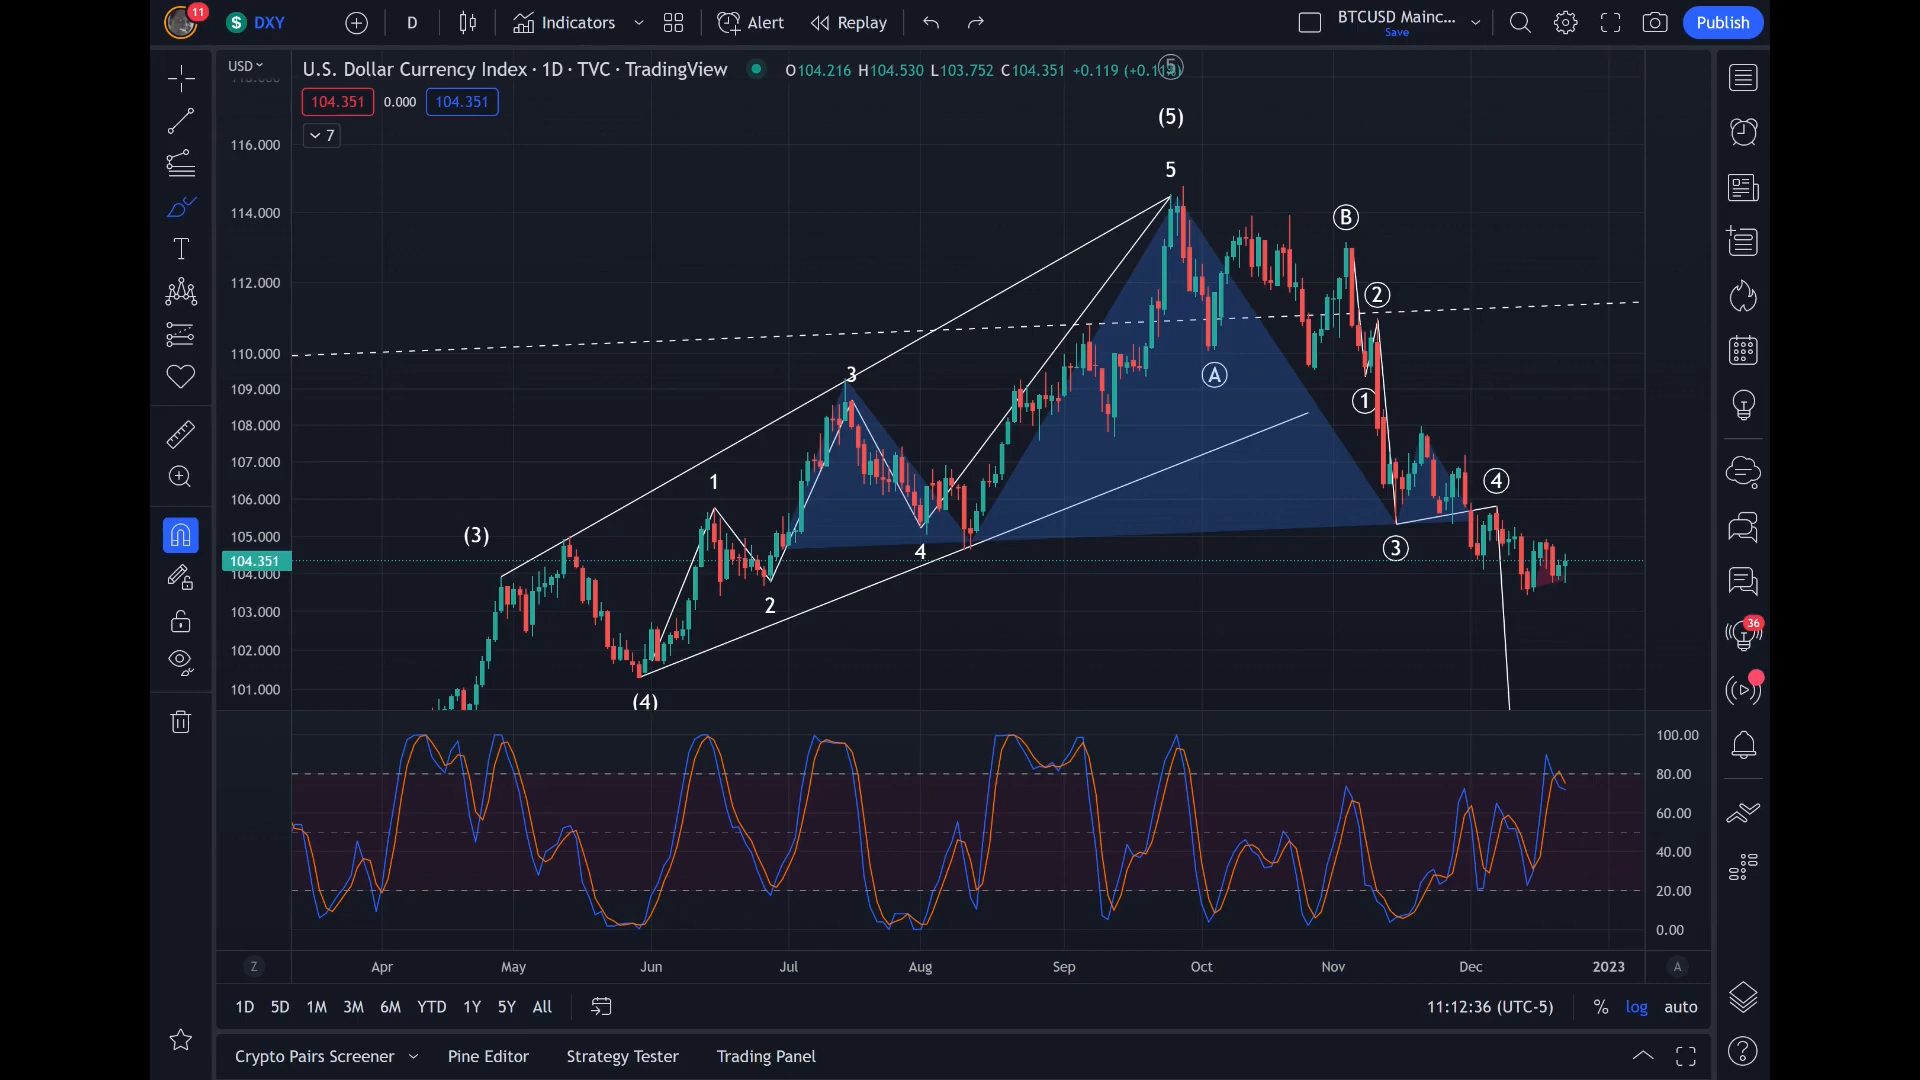 11
DXY
D
Indicators
Alert
Replay
BTCUSD Mainc...
Save
Publish
USD
U.S. Dollar Currency Index · 1D · TVC · TradingView
O104.216 H104.530 L103.752 C104.351 +0.119
104.351 0.000 104.351
7
116.000
114.000
112.000
110.000
109.000
108.000
107.000
106.000
105.000
104.351
104.000
103.000
102.000
101.000
5
(5)
5
B
2
3
A
1
1
4
(3)
3
4
2
(4)
36
100.00
80.00
60.00
40.00
20.00
0.00
Z
Apr
May
Jun
Jul
Aug
Sep
Oct
Nov
Dec
2023
A
1D 5D 1M 3M 6M YTD 1Y 5Y All
11:12:36 (UTC-5)
% log auto
Crypto Pairs Screener
Pine Editor
Strategy Tester
Trading Panel